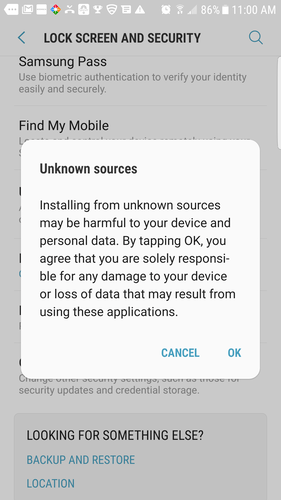 86% 11:00 AM
LOCK SCREEN AND SECURITY
Samsung Pass
Use biometric authentication to verify your identity
easily and securely.
Find My Mobile
Unknown sources
Installing from unknown sources
may be harmful to your device and
personal data. By tapping OK, you
agree that you are solely responsi-
ble for any damage to your device
or loss of data that may result from
using these applications.
CANCEL OK
Change other security settings, such as those for
security updates and credential storage.
LOOKING FOR SOMETHING ELSE?
BACKUP AND RESTORE
LOCATION